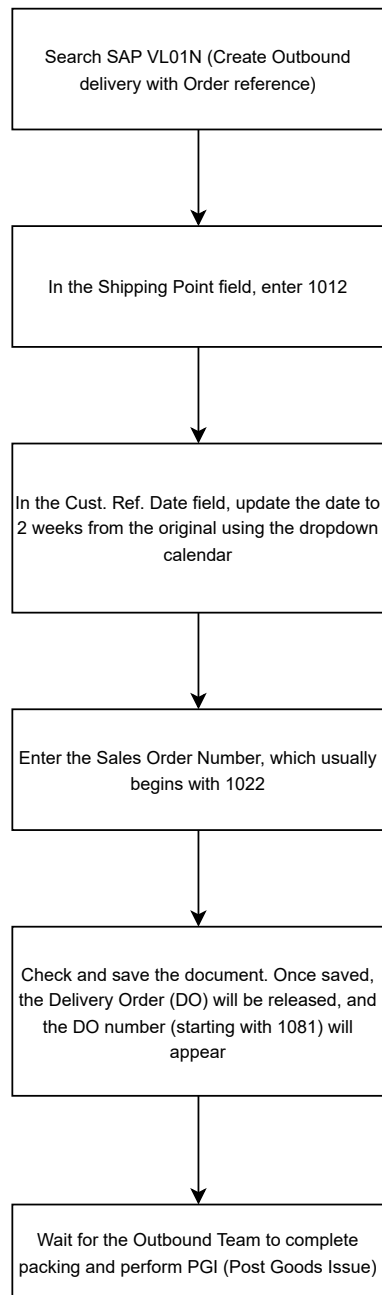 Search SAP VL01N (Create Outbound
delivery with Order reference)
In the Shipping Point field, enter 1012
In the Cust. Ref. Date field, update the date to
2 weeks from the original using the dropdown
calendar
Enter the Sales Order Number, which usually
begins with 1022
Check and save the document. Once saved,
the Delivery Order (DO) will be released, and
the DO number (starting with 1081) will
appear
Wait for the Outbound Team to complete
packing and perform PGI (Post Goods Issue)